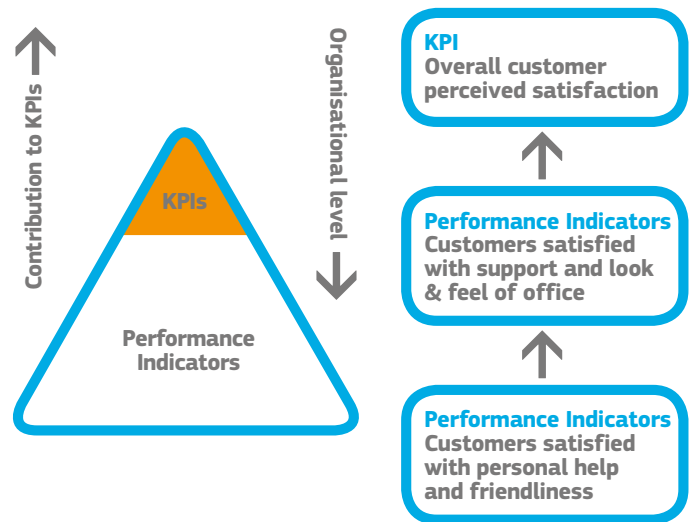 Contribution to KPIs
KPIs
Performance
Indicators
Organisational level
KPI
Overall customer
perceived satisfaction
Performance Indicators
Customers satisfied
with support and look
& feel of office
Performance Indicators
Customers satisfied
with personal help
and friendliness